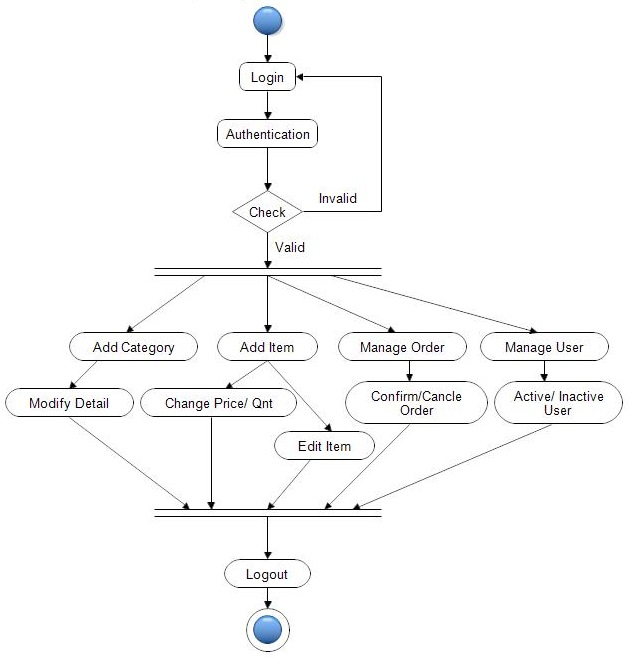 Login
Authentication
Check
Invalid
Valid
Add Category
Add Item
Manage Order
Manage User
Modify Detail
Change Price/ Qnt
Confirm/Cancle
Order
Active/ Inactive
User
Edit Item
Logout